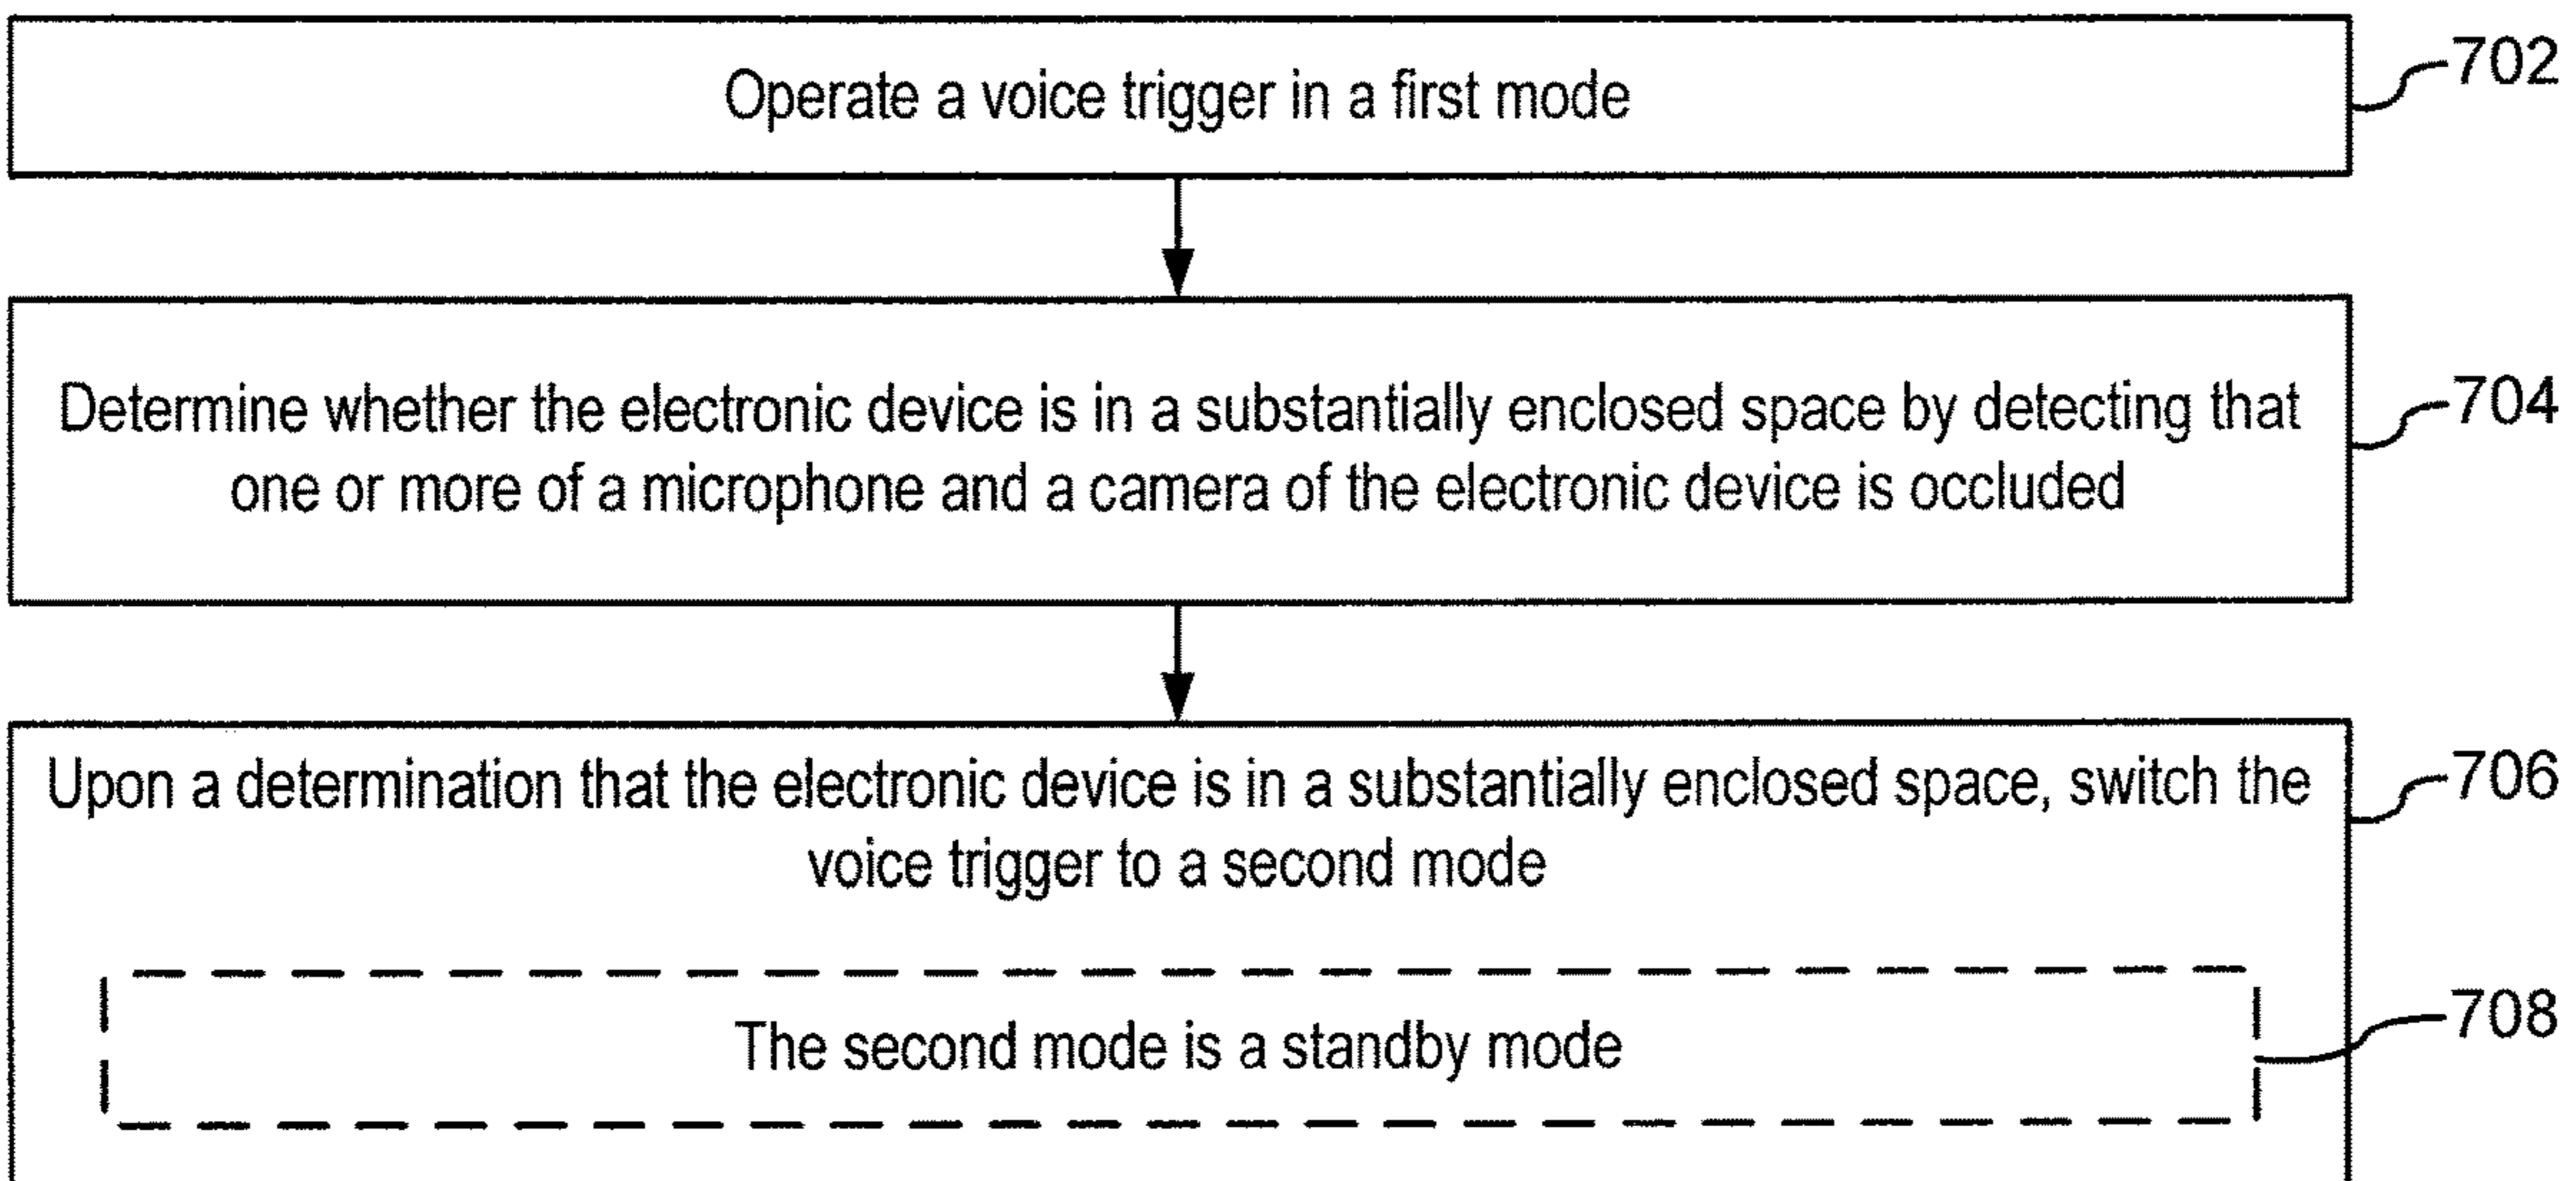 Operate a voice trigger in a first mode
702
Determine whether the electronic device is in a substantially enclosed space by detecting that
one or more of a microphone and a camera of the electronic device is occluded
704
Upon a determination that the electronic device is in a substantially enclosed space, switch the
voice trigger to a second mode
706
The second mode is a standby mode
708